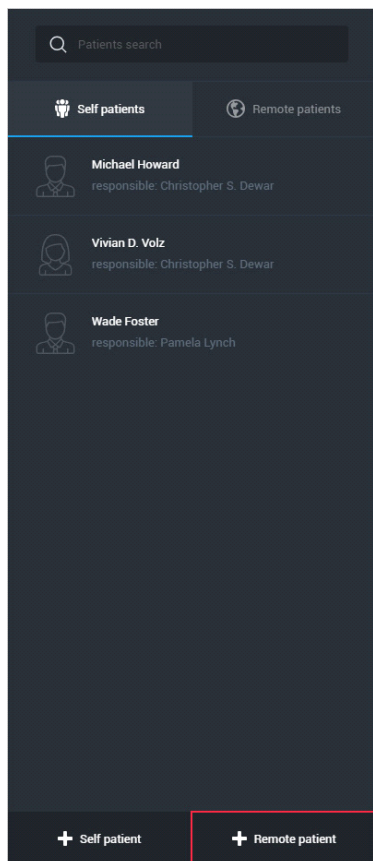 Patients search
Self patients
Remote patients
Michael Howard
responsible: Christopher S. Dewar
Vivian D. Volz
responsible: Christopher S. Dewar
Wade Foster
responsible: Pamela Lynch
Self patient
Remote patient